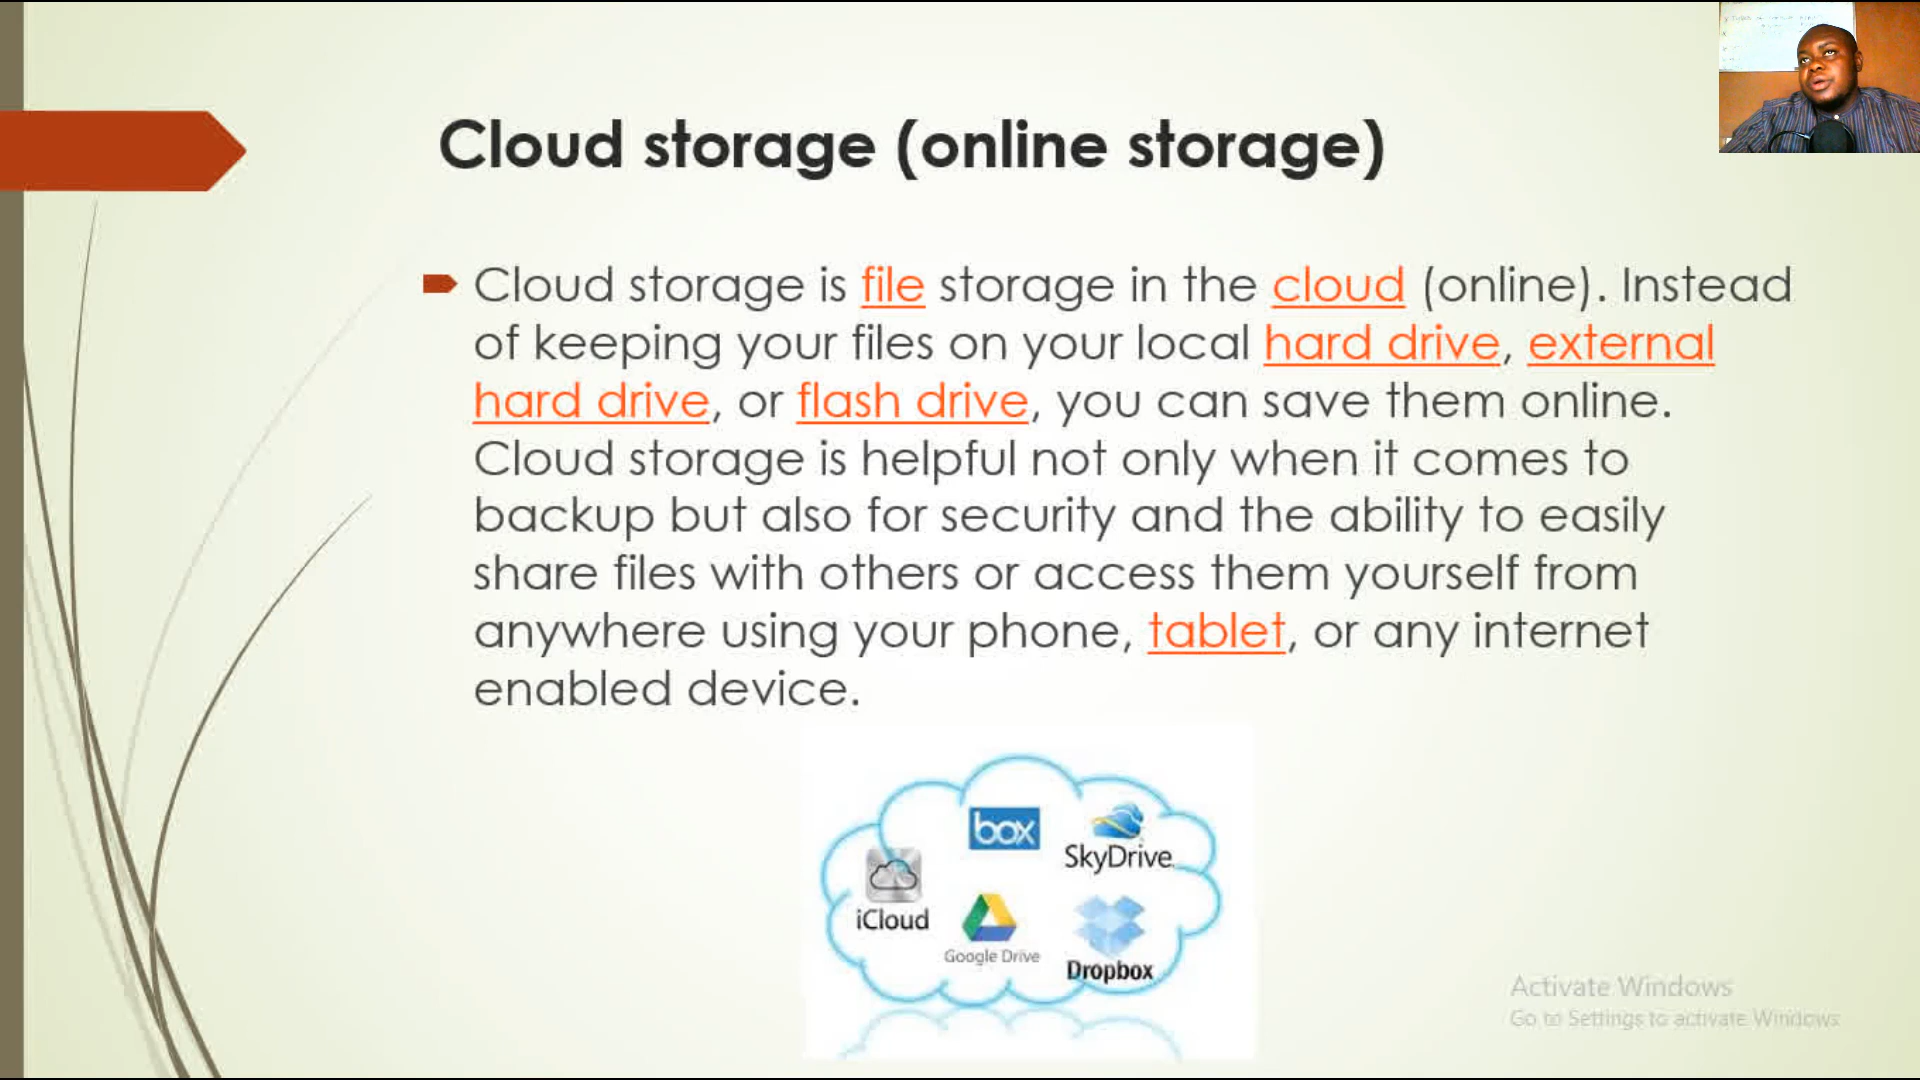 Cloud storage (online storage)
Cloud storage is file storage in the cloud (online). Instead
of keeping your files on your local hard drive, external
hard drive, or flash drive, you can save them online.
Cloud storage is helpful not only when it comes to
backup but also for security and the ability to easily
share files with others or access them yourself from
anywhere using your phone, tablet, or any internet
enabled device.
box
SkyDrive
iCloud
Google Drive
Dropbox
Activate Windows
Go to Settings to activate Windows